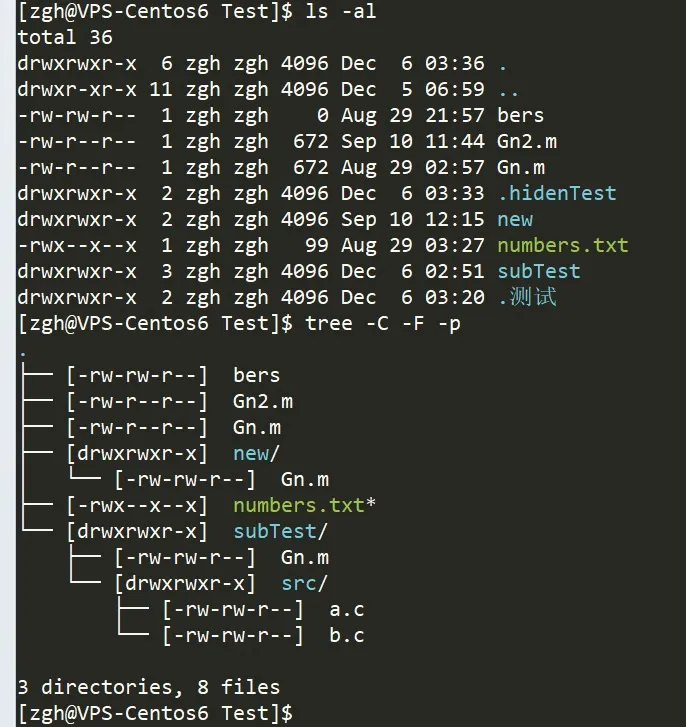 [zgh@VPS-Centos6 Test]$ ls -al
total 36
drwxrwxr-x  6 zgh zgh 4096 Dec  6 03:36 .
drwxr-xr-x 11 zgh zgh 4096 Dec  5 06:59 ..
-rw-rw-r--  1 zgh zgh    0 Aug 29 21:57 bers
-rw-r--r--  1 zgh zgh  672 Sep 10 11:44 Gn2.m
-rw-r--r--  1 zgh zgh  672 Aug 29 02:57 Gn.m
drwxrwxr-x  2 zgh zgh 4096 Dec  6 03:33 .hidenTest
drwxrwxr-x  2 zgh zgh 4096 Sep 10 12:15 new
-rwx--x--x  1 zgh zgh   99 Aug 29 03:27 numbers.txt
drwxrwxr-x  3 zgh zgh 4096 Dec  6 02:51 subTest
drwxrwxr-x  2 zgh zgh 4096 Dec  6 03:20 .测试
[zgh@VPS-Centos6 Test]$ tree -C -F -p
.
├── [-rw-rw-r--]  bers
├── [-rw-r--r--]  Gn2.m
├── [-rw-r--r--]  Gn.m
├── [drwxrwxr-x]  new/
│   └── [-rw-rw-r--]  Gn.m
├── [-rwx--x--x]  numbers.txt*
└── [drwxrwxr-x]  subTest/
    ├── [-rw-rw-r--]  Gn.m
    └── [drwxrwxr-x]  src/
        ├── [-rw-rw-r--]  a.c
        └── [-rw-rw-r--]  b.c

3 directories, 8 files
[zgh@VPS-Centos6 Test]$